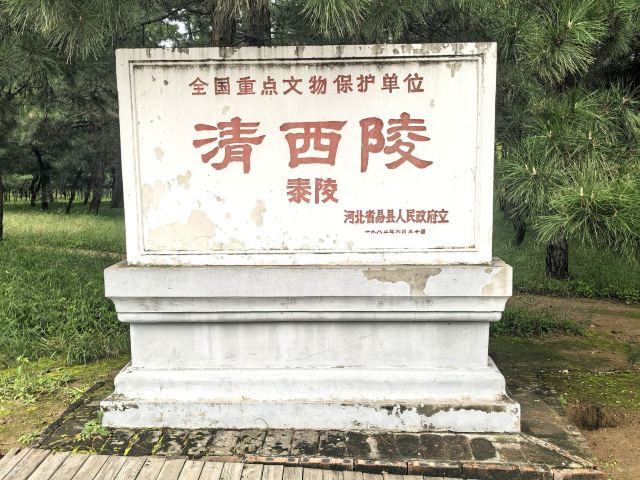 全国重点文物保护单位
清西陵
泰陵
河北省易县人民政府立